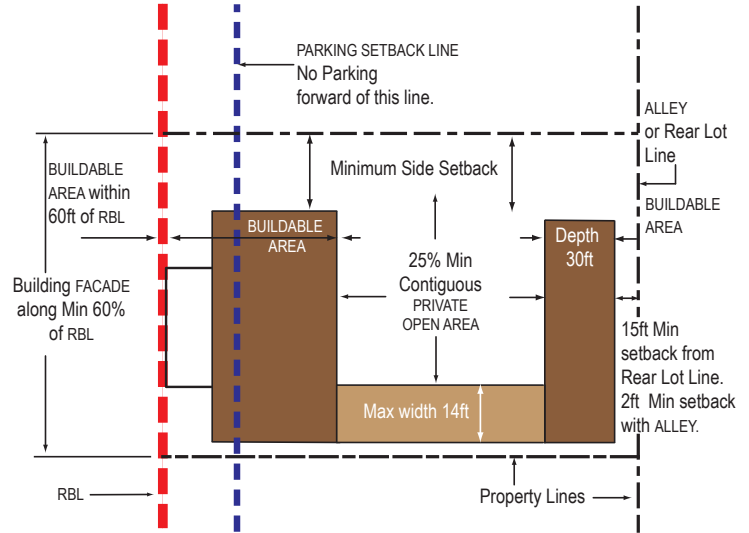 PARKING SETBACK LINE
No Parking
forward of this line.
ALLEY
or Rear Lot
Line
BUILDABLE
AREA within
60ft of RBL
Minimum Side Setback
BUILDABLE
AREA
BUILDABLE
AREA
Depth
30ft
25% Min
Contiguous
PRIVATE
OPEN AREA
Building FACADE
along Min 60%
of RBL
15ft Min
setback from
Rear Lot Line.
2ft Min setback
with ALLEY.
Max width 14ft
RBL
Property Lines